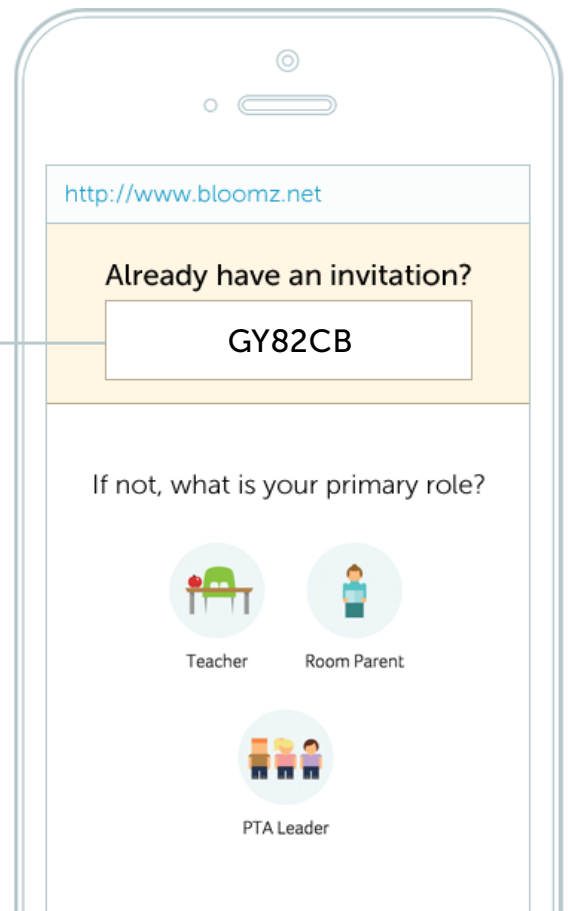 http://www.bloomz.net
Already have an invitation?
GY82CB
If not, what is your primary role?
Teacher
Room Parent
PTA Leader